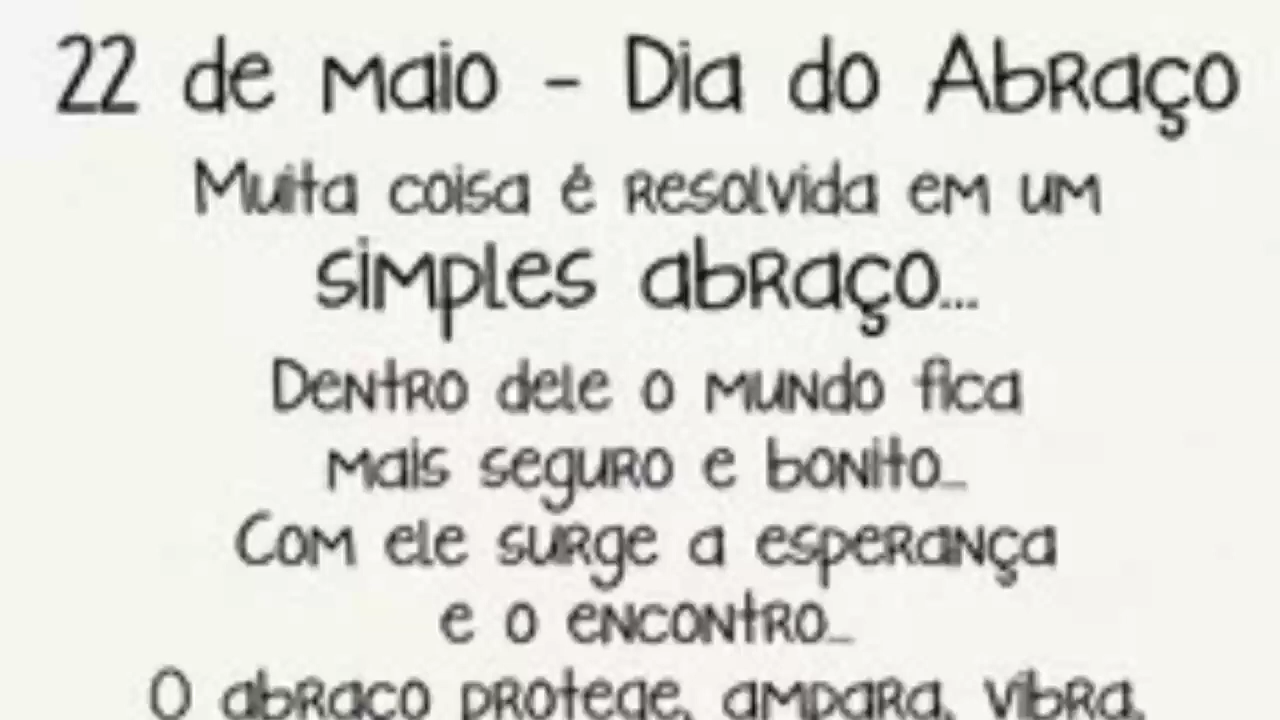 22 de maio - Dia do Abraço
Muita coisa é resolvida em um
simples abraço...
Dentro dele o mundo fica
mais seguro e bonito...
Com ele surge a esperança
e o encontro...
O abraço protege, ampara, vibra,